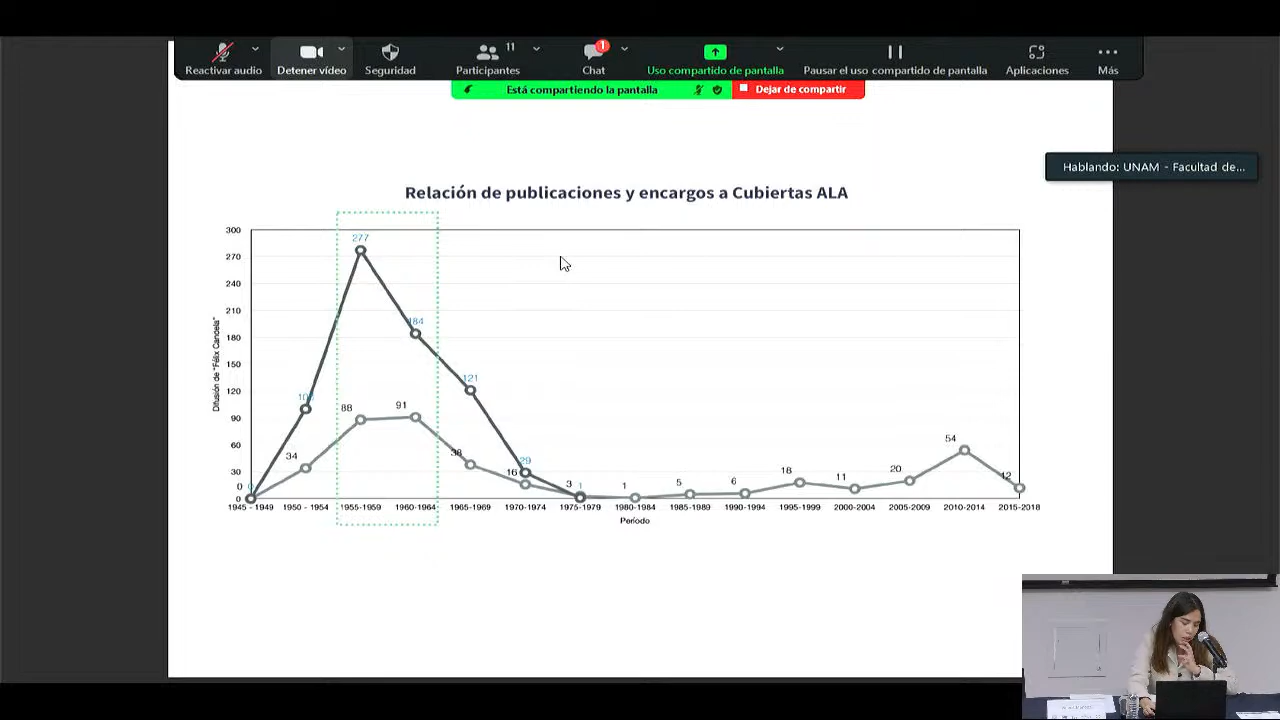 Reactivar audio
Detener vídeo
Seguridad
Participantes
11
Chat
1
Uso compartido de pantalla
Pausar el uso compartido de pantalla
Aplicaciones
Más
Está compartiendo la pantalla
Dejar de compartir
Hablando: UNAM - Facultad de...
Relación de publicaciones y encargos a Cubiertas ALA
Difusión de "Félix Candela"
300
270
240
210
180
150
120
90
60
30
0
277
184
121
29
1
0
34
88
91
38
16
3
1
5
6
18
11
20
54
12
1945 - 1949
1950 - 1954
1955-1959
1960-1964
1965-1969
1970-1974
1975-1979
1980-1984
1985-1989
1990-1994
1995-1999
2000-2004
2005-2009
2010-2014
2015-2018
Período